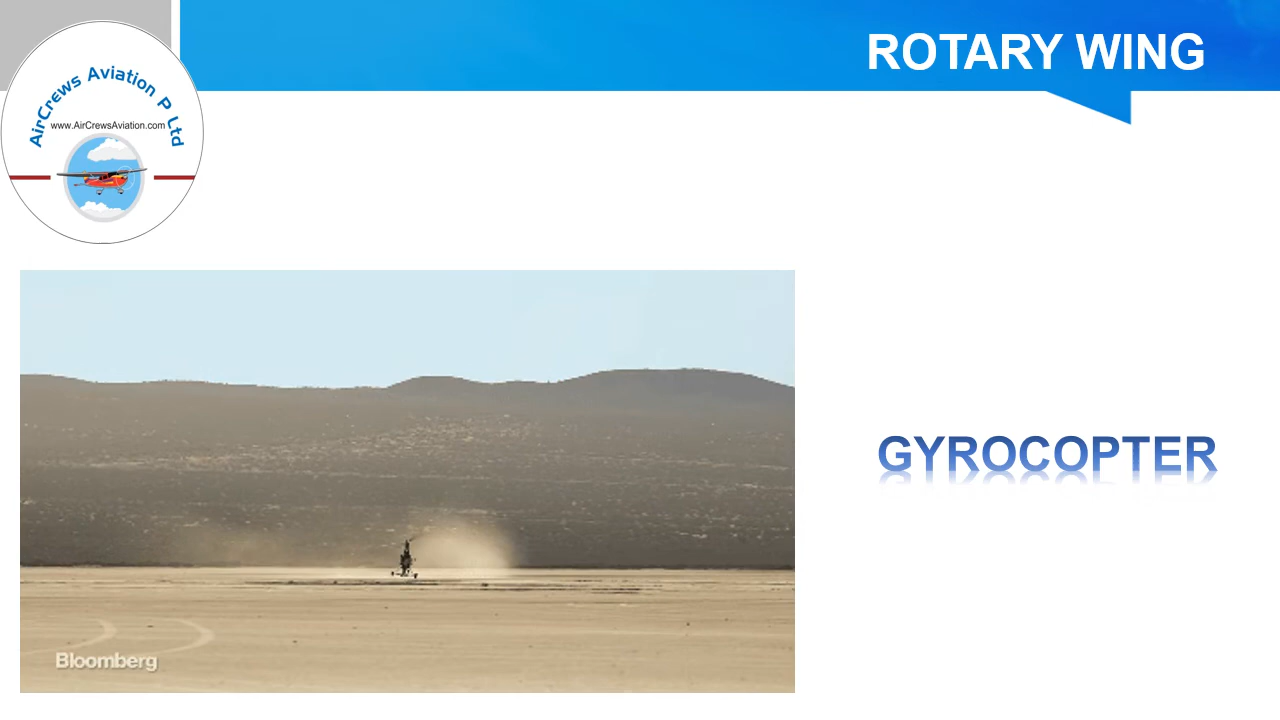 ROTARY WING
AirCrews Aviation P Ltd
www.AirCrewsAviation.com
GYROCOPTER
Bloomberg